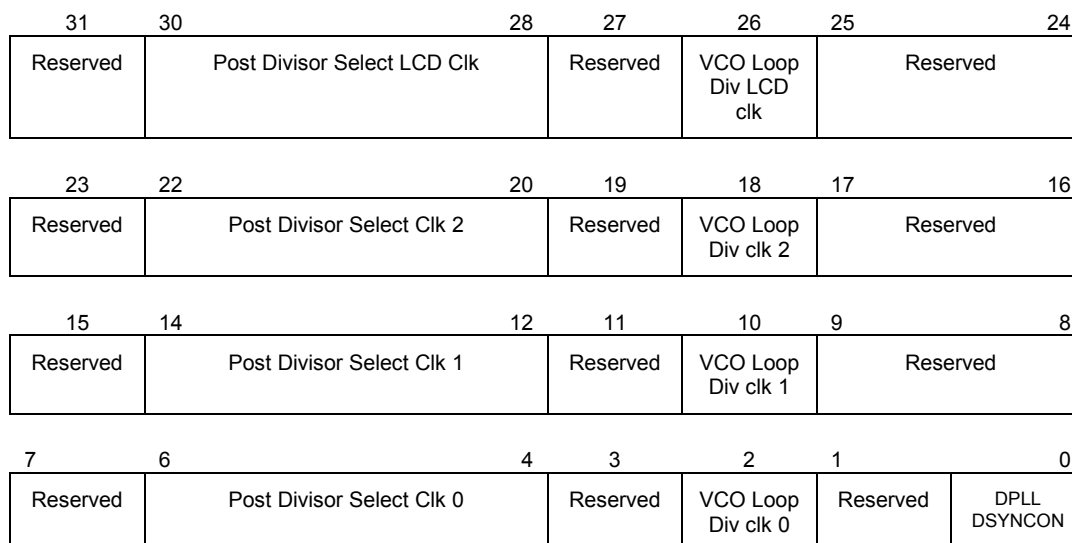 31 30 28 27 26 25 24
Reserved Post Divisor Select LCD Clk Reserved VCO Loop Reserved
Div LCD
clk
23 22 20 19 18 17 16
Reserved Post Divisor Select Clk 2 Reserved VCO Loop Reserved
Div clk 2
15 14 12 11 10 9 8
Reserved Post Divisor Select Clk 1 Reserved VCO Loop Reserved
Div clk 1
7 6 4 3 2 1 0
Reserved Post Divisor Select Clk 0 Reserved VCO Loop Reserved DPLL
Div clk 0 DSYNCON